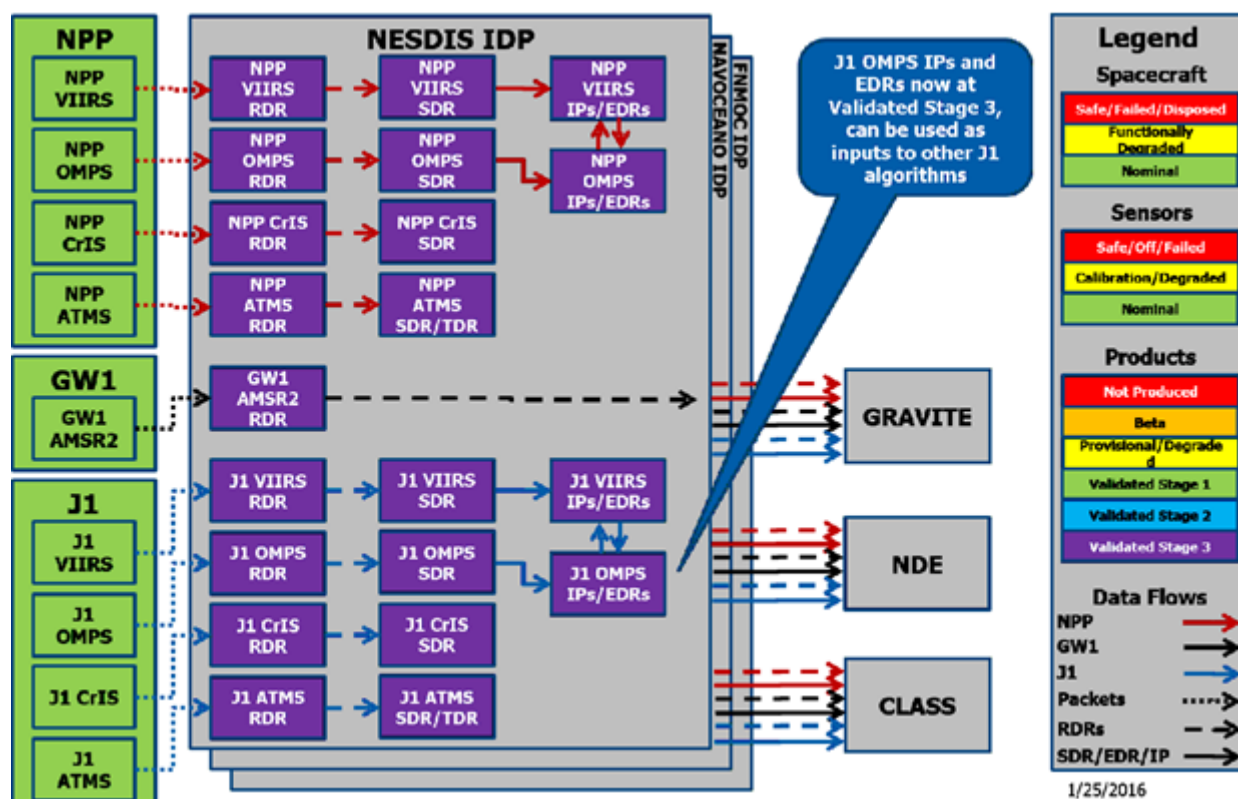 NPP
NPP
VIIRS
NPP
OMPS
NPP
CrIS
NPP
ATMS
GW1
GW1
AMSR2
J1
J1
VIIRS
J1
OMPS
J1 CrIS
J1
ATMS
NESDIS IDP
NAVOCEANO IDP
FNMOC IDP
NPP
VIIRS
RDR
NPP
VIIRS
SDR
NPP
VIIRS
IPs/EDRs
NPP
OMPS
RDR
NPP
OMPS
SDR
NPP
OMPS
IPs/EDRs
NPP CrIS
RDR
NPP CrIS
SDR
NPP
ATMS
RDR
NPP
ATMS
SDR/TDR
GW1
AMSR2
RDR
J1 VIIRS
RDR
J1 VIIRS
SDR
J1 VIIRS
IPs/EDRs
J1 OMPS
RDR
J1 OMPS
SDR
J1 OMPS
IPs/EDRs
J1 CrIS
RDR
J1 CrIS
SDR
J1 ATMS
RDR
J1 ATMS
SDR/TDR
J1 OMPS IPs and
EDRs now at
Validated Stage 3,
can be used as
inputs to other J1
algorithms
GRAVITE
NDE
CLASS
Legend
Spacecraft
Safe/Failed/Disposed
Functionally
Degraded
Nominal
Sensors
Safe/Off/Failed
Calibration/Degraded
Nominal
Products
Not Produced
Beta
Provisional/Degrade
d
Validated Stage 1
Validated Stage 2
Validated Stage 3
Data Flows
NPP
GW1
J1
Packets
RDRs
SDR/EDR/IP
1/25/2016